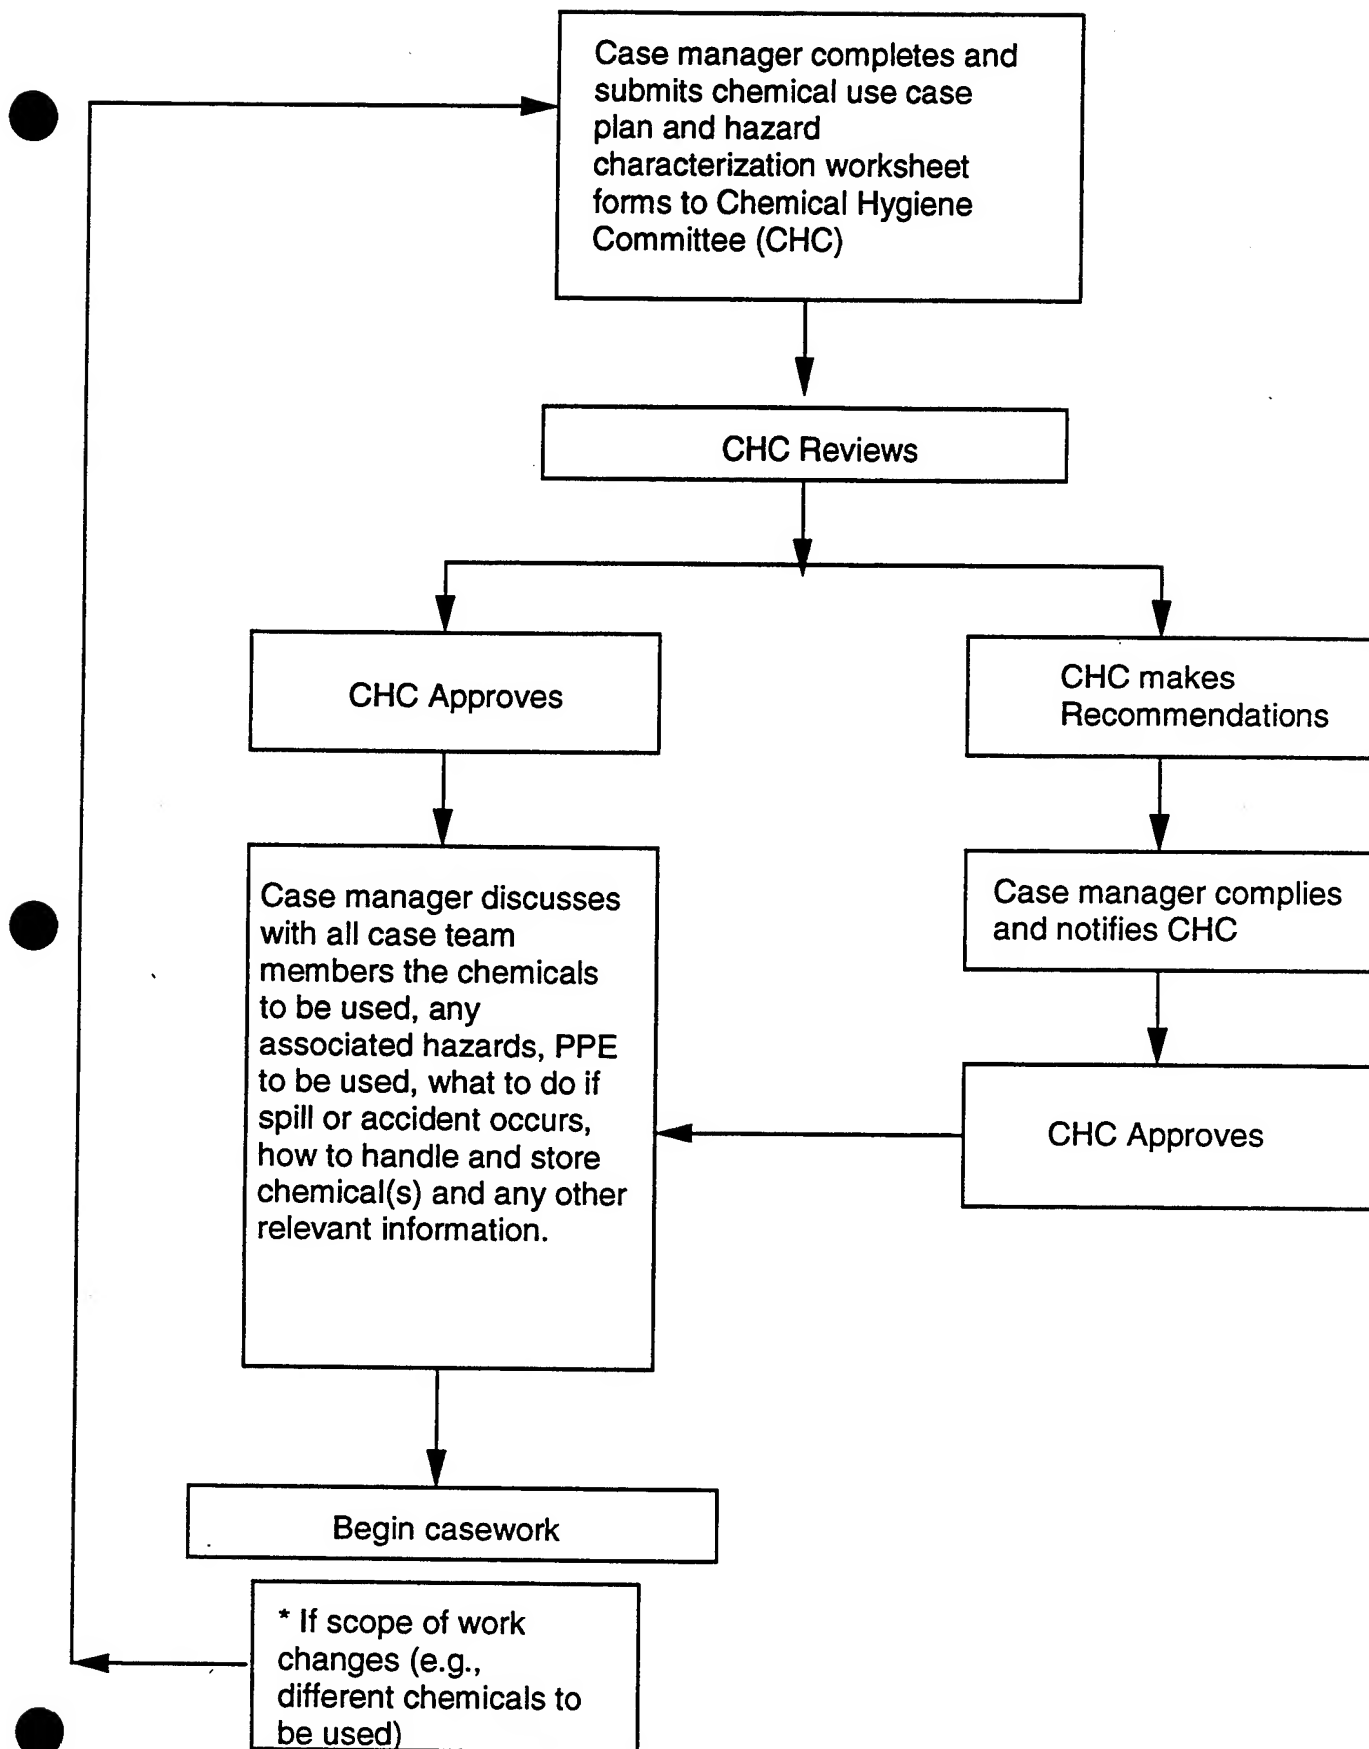 Case manager completes and
submits chemical use case
plan and hazard
characterization worksheet
forms to Chemical Hygiene
Committee (CHC)
CHC Reviews
CHC Approves
CHC makes
Recommendations
Case manager discusses
with all case team
members the chemicals
to be used, any
associated hazards, PPE
to be used, what to do if
spill or accident occurs,
how to handle and store
chemical(s) and any other
relevant information.
Case manager complies
and notifies CHC
CHC Approves
Begin casework
* If scope of work
changes (e.g.,
different chemicals to
be used)